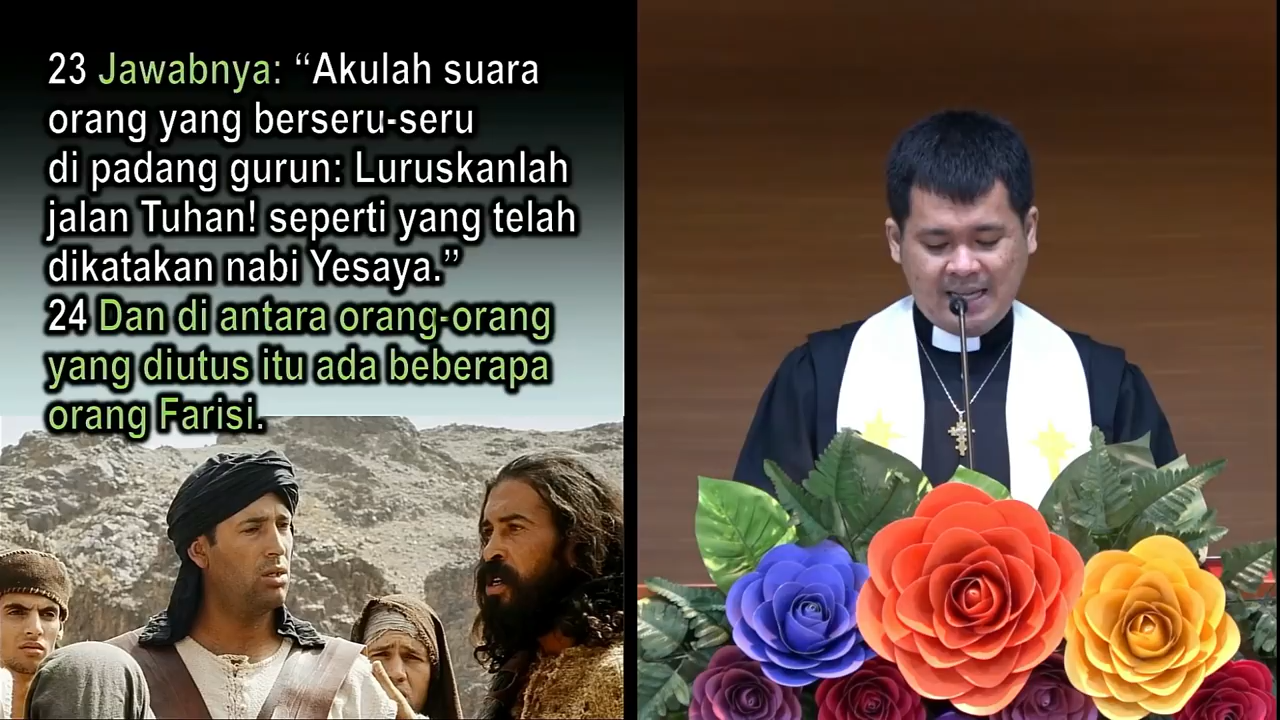 23 Jawabnya: “Akulah suara
orang yang berseru-seru
di padang gurun: Luruskanlah
jalan Tuhan! seperti yang telah
dikatakan nabi Yesaya.”
24 Dan di antara orang-orang
yang diutus itu ada beberapa
orang Farisi.